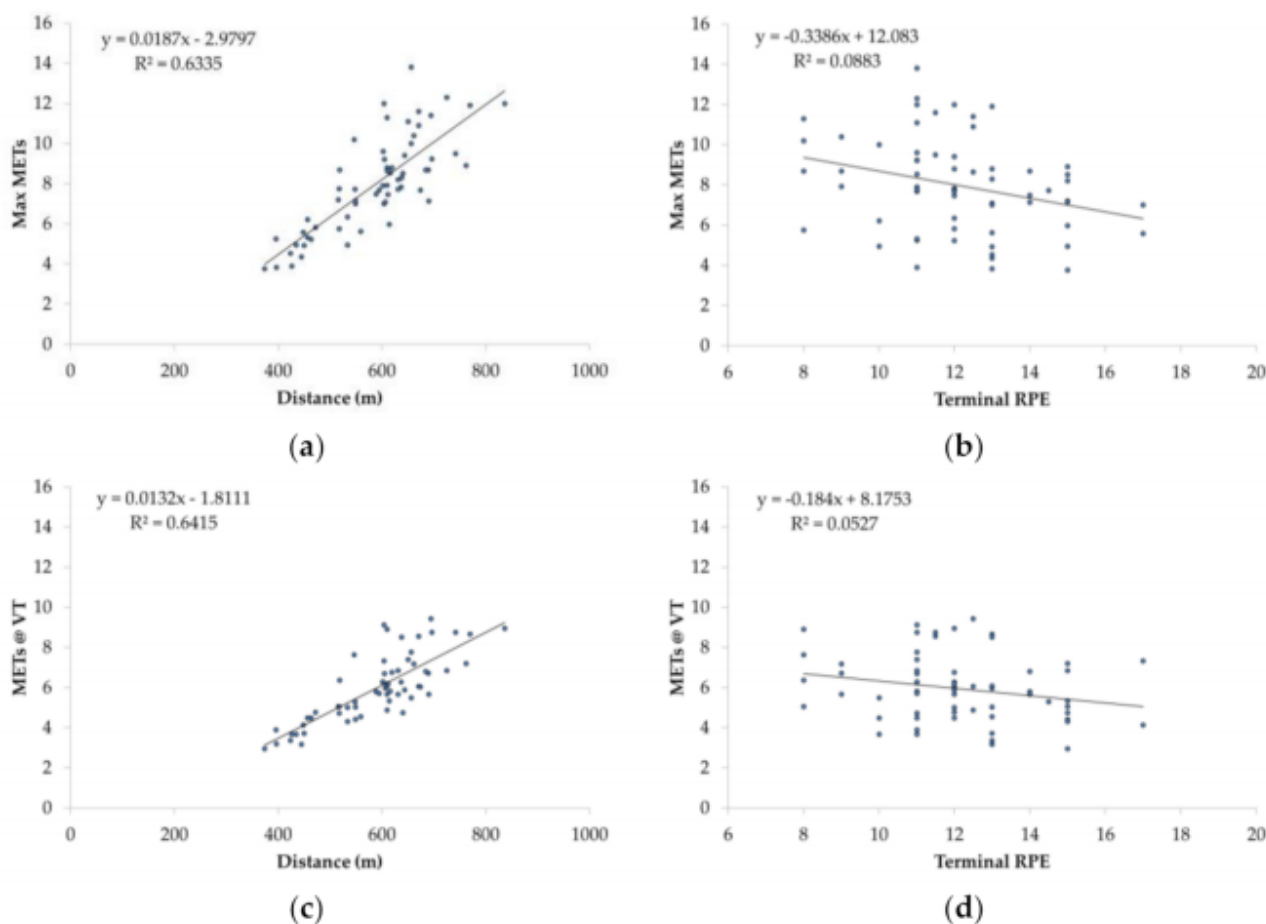 y = 0.0187x - 2.9797
R² = 0.6335
16
14
12
10
8
6
4
2
0
Max METs
0 200 400 600 800 1000
Distance (m)
(a)
y = -0.3386x + 12.083
R² = 0.0883
16
14
12
10
8
6
4
2
0
Max METs
6 8 10 12 14 16 18 20
Terminal RPE
(b)
y = 0.0132x - 1.8111
R² = 0.6415
16
14
12
10
8
6
4
2
0
METs @ VT
0 200 400 600 800 1000
Distance (m)
(c)
y = -0.184x + 8.1753
R² = 0.0527
16
14
12
10
8
6
4
2
0
METs @ VT
6 8 10 12 14 16 18 20
Terminal RPE
(d)